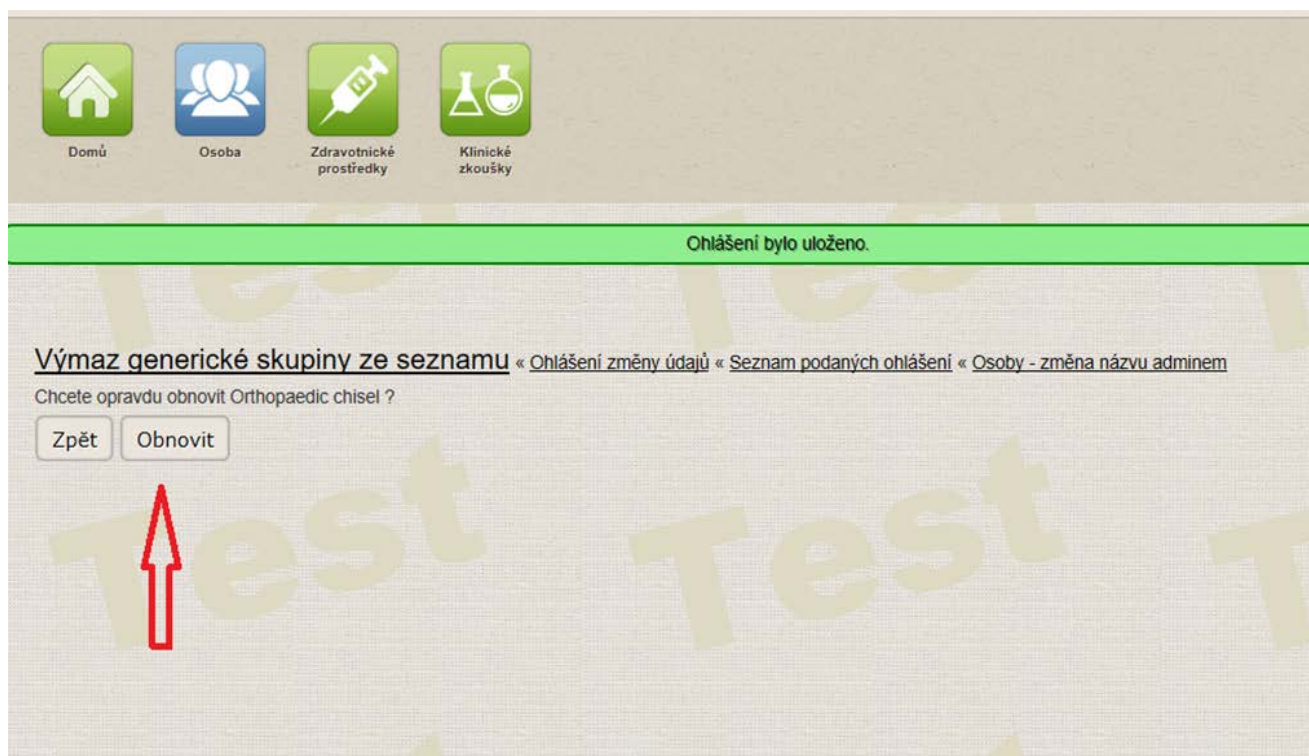 Domů
Osoba
Zdravotnické
prostředky
Klinické
zkoušky
Test Test
Ohlášení bylo uloženo.
Výmaz generické skupiny ze seznamu « Ohlášení změny údajů « Seznam podaných ohlášení « Osoby - změna názvu adminem
Chcete opravdu obnovit Orthopaedic chisel ?
Zpět Obnovit
Test Test